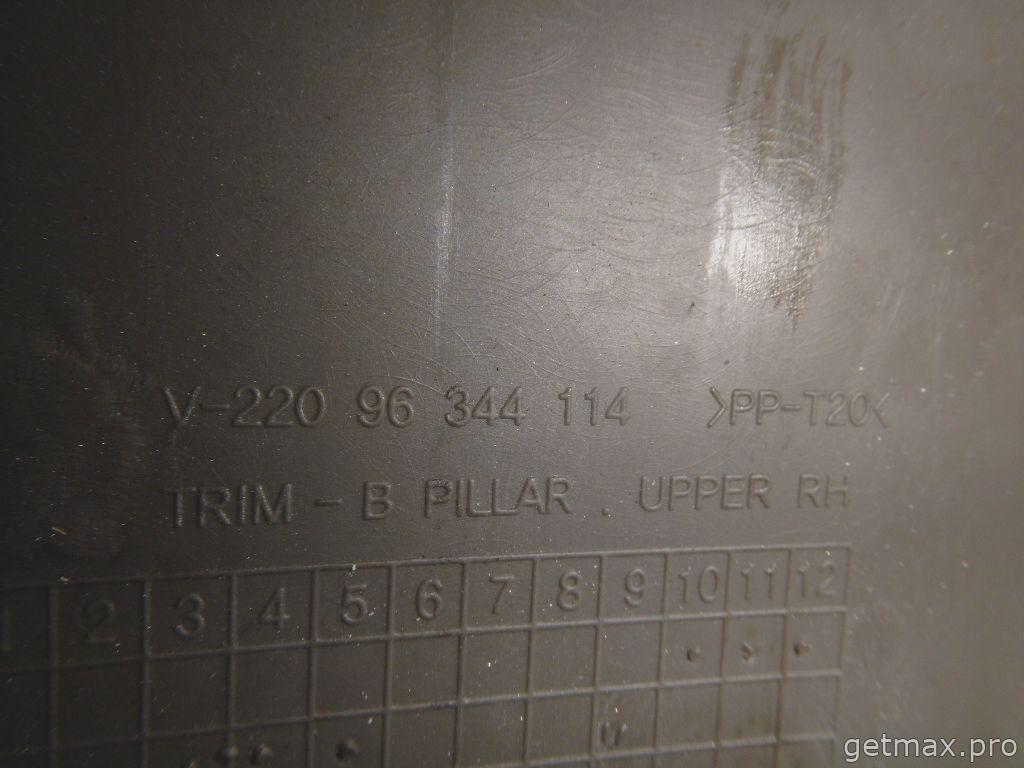 V-220 96 344 114 >PP-T20<
TRIM - B PILLAR . UPPER RH
1 2 3 4 5 6 7 8 9 10 11 12
getmax.pro